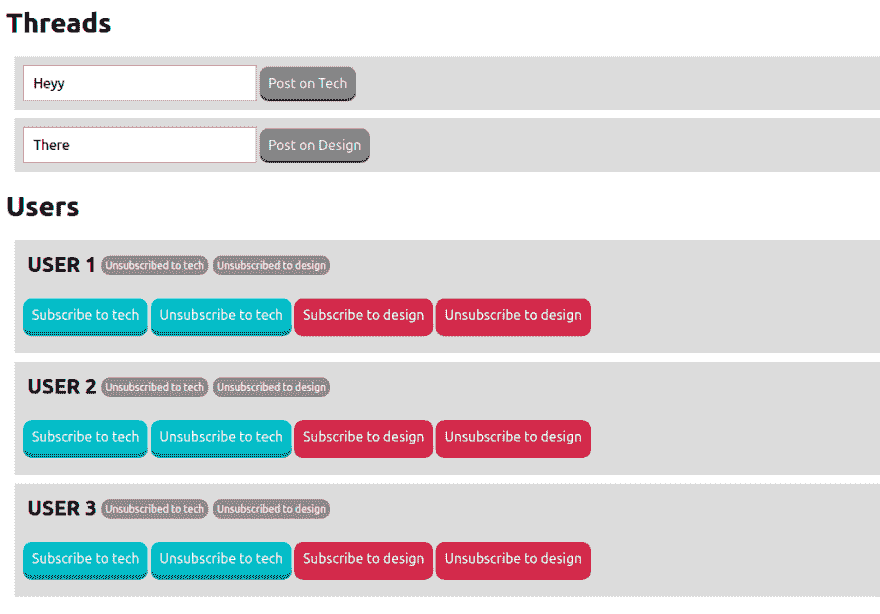 Threads
Heyy Post on Tech
There Post on Design
Users
USER 1 Unsubscribed to tech Unsubscribed to design
Subscribe to tech Unsubscribe to tech Subscribe to design Unsubscribe to design
USER 2 Unsubscribed to tech Unsubscribed to design
Subscribe to tech Unsubscribe to tech Subscribe to design Unsubscribe to design
USER 3 Unsubscribed to tech Unsubscribed to design
Subscribe to tech Unsubscribe to tech Subscribe to design Unsubscribe to design